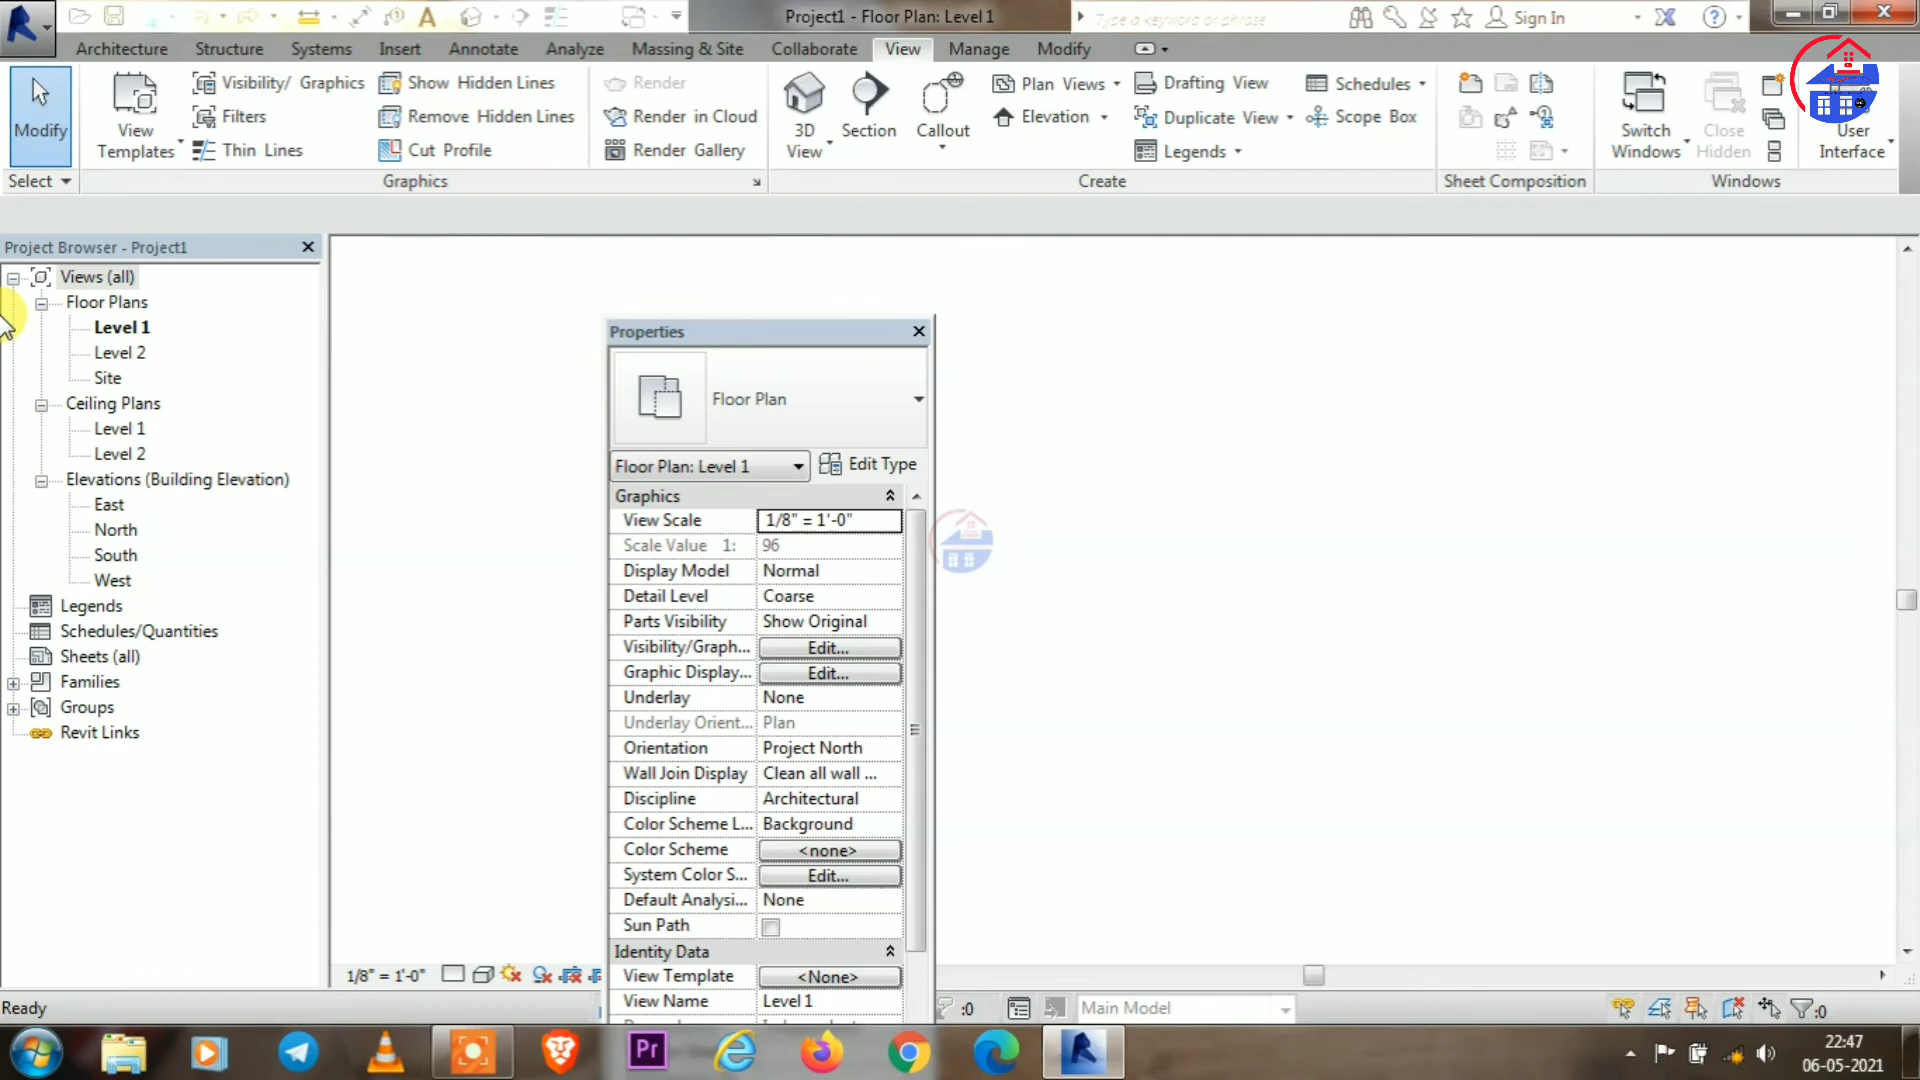 Project1 - Floor Plan: Level 1
Type a keyword or phrase
Sign In
Architecture Structure Systems Insert Annotate Analyze Massing & Site Collaborate View Manage Modify
Modify
View
Templates
Visibility/ Graphics
Filters
Thin Lines
Show Hidden Lines
Remove Hidden Lines
Cut Profile
Render
Render in Cloud
Render Gallery
3D
View
Section
Callout
Plan Views
Elevation
Drafting View
Duplicate View
Legends
Schedules
Scope Box
Switch
Windows
Close
Hidden
User
Interface
Select
Graphics
Create
Sheet Composition
Windows
Project Browser - Project1
Views (all)
Floor Plans
Level 1
Level 2
Site
Ceiling Plans
Level 1
Level 2
Elevations (Building Elevation)
East
North
South
West
Legends
Schedules/Quantities
Sheets (all)
Families
Groups
Revit Links
Properties
Floor Plan
Floor Plan: Level 1
Edit Type
Graphics
View Scale 1/8" = 1'-0"
Scale Value 1: 96
Display Model Normal
Detail Level Coarse
Parts Visibility Show Original
Visibility/Graph... Edit...
Graphic Display... Edit...
Underlay None
Underlay Orient... Plan
Orientation Project North
Wall Join Display Clean all wall ...
Discipline Architectural
Color Scheme L... Background
Color Scheme <none>
System Color S... Edit...
Default Analysi... None
Sun Path
Identity Data
View Template <None>
View Name Level 1
1/8" = 1'-0"
Ready
:0
Main Model
:0
Pr
22:47
06-05-2021